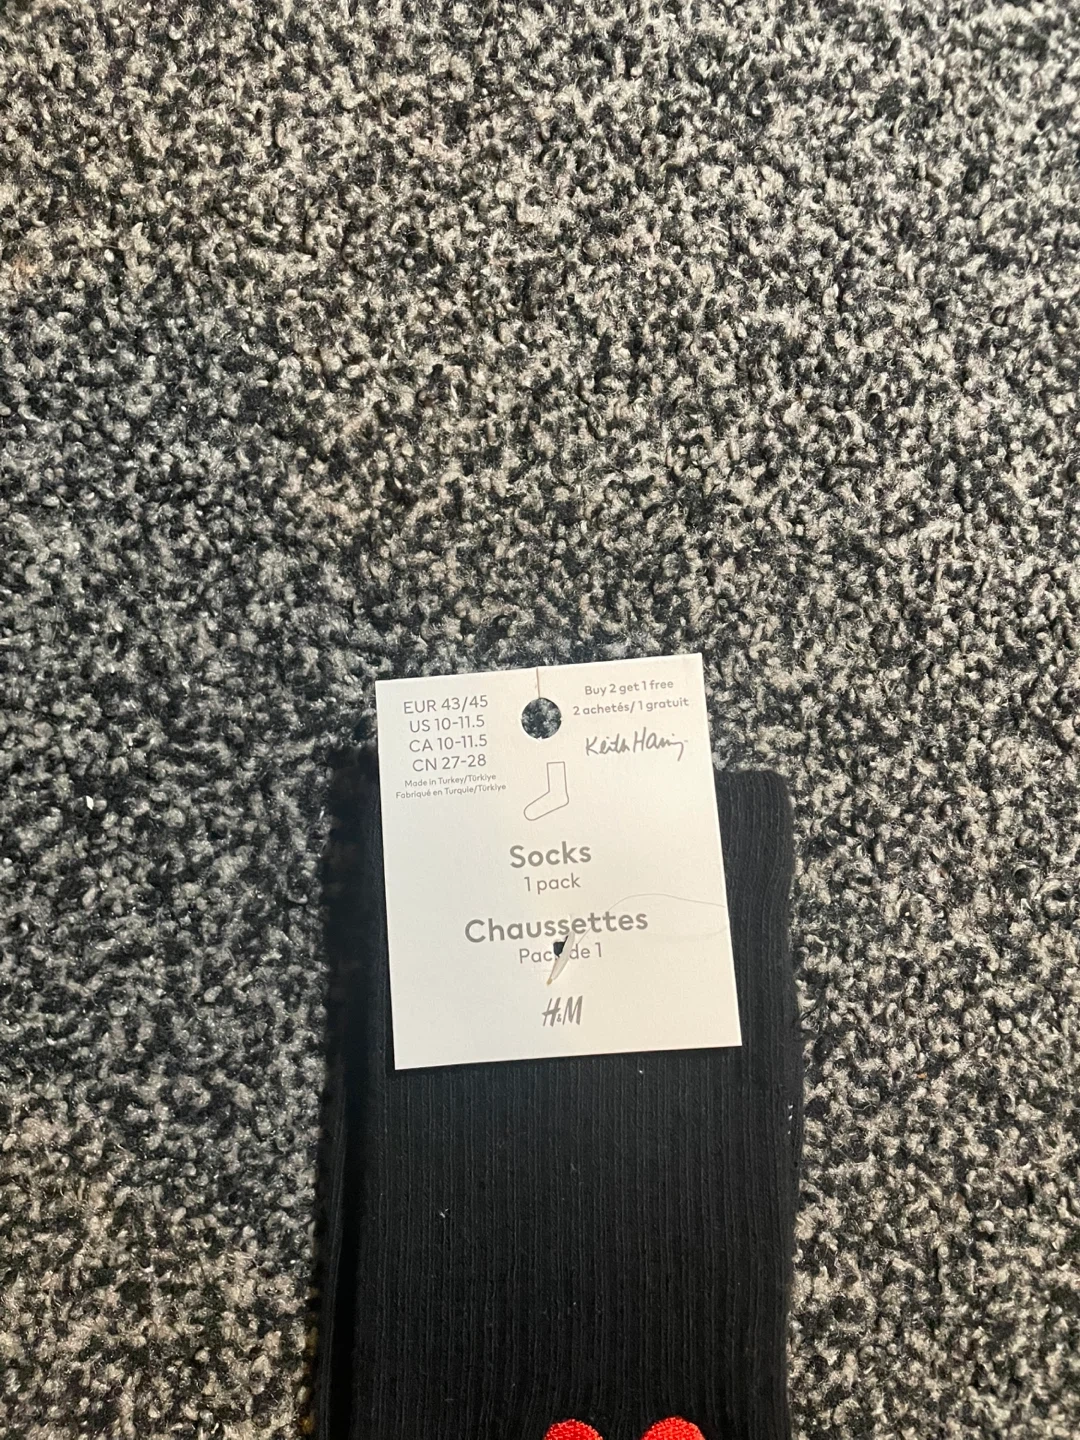 EUR 43/45
US 10-11.5
CA 10-11.5
CN 27-28
Made in Turkey/Türkiye
Fabriqué en Turquie/Türkiye
Buy 2 get 1 free
2 achetés/ 1 gratuit
Keith Haring
Socks
1 pack
Chaussettes
Pack de 1
H&M